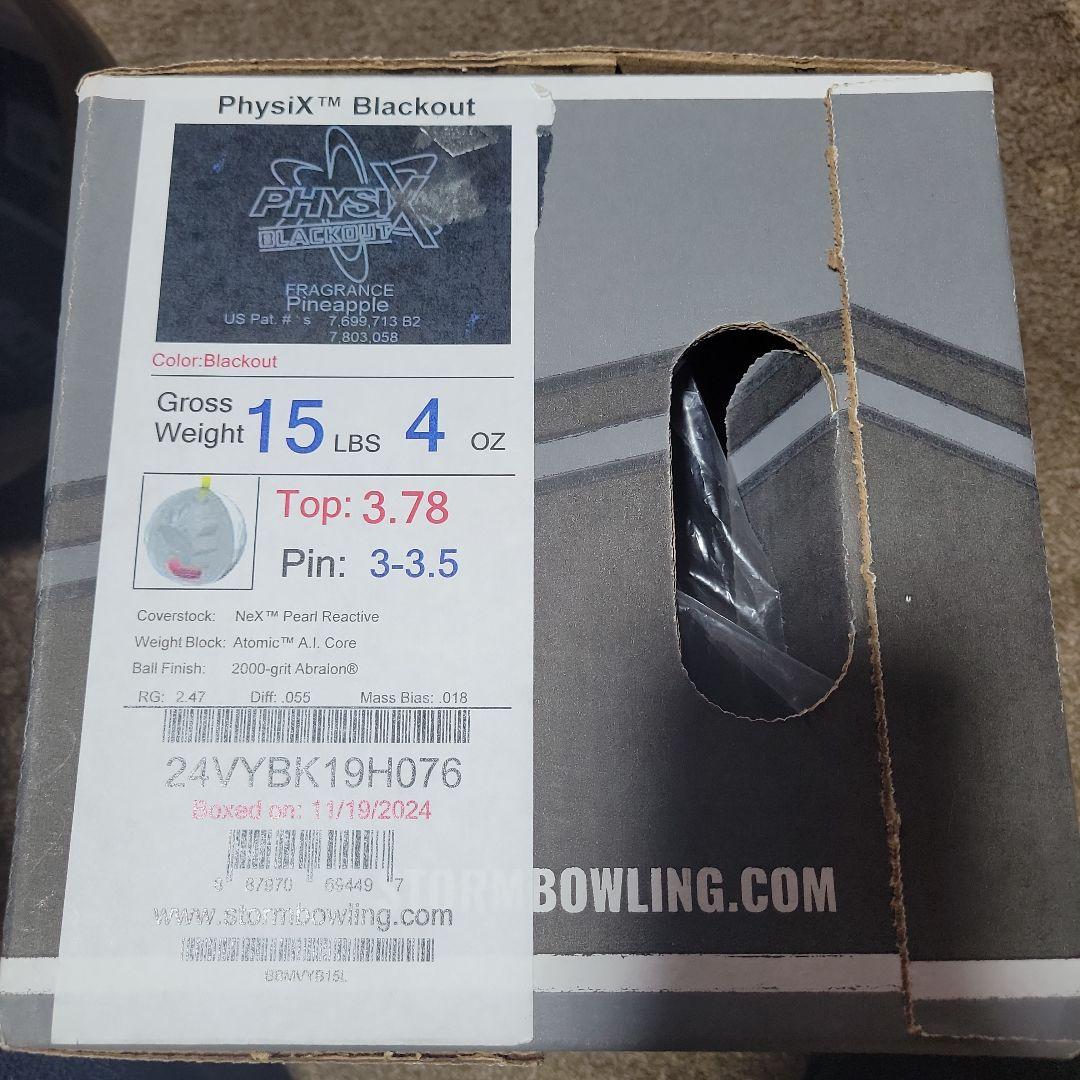 PhysiX™ Blackout
PHYSIX
BLACKOUT
FRAGRANCE
Pineapple
US Pat. #`s 7,699,713 B2
7,803,058
Color:Blackout
Gross Weight 15 LBS 4 OZ
Top: 3.78
Pin: 3-3.5
Coverstock: NeX™ Pearl Reactive
Weight Block: Atomic™ A.I. Core
Ball Finish: 2000-grit Abralon®
RG: 2.47 Diff: .055 Mass Bias: .018
24VYBK19H076
Boxed on: 11/19/2024
8 87970 69449 7
STORMBOWLING.COM
www.stormbowling.com